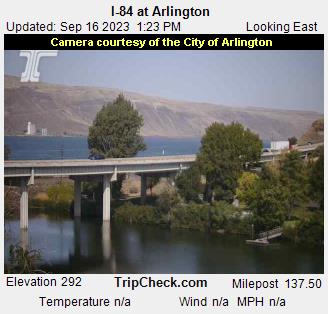 I-84 at Arlington
Updated: Sep 16 2023 1:23 PM Looking East
Camera courtesy of the City of Arlington
Elevation 292 TripCheck.com Milepost 137.50
Temperature n/a Wind n/a MPH n/a